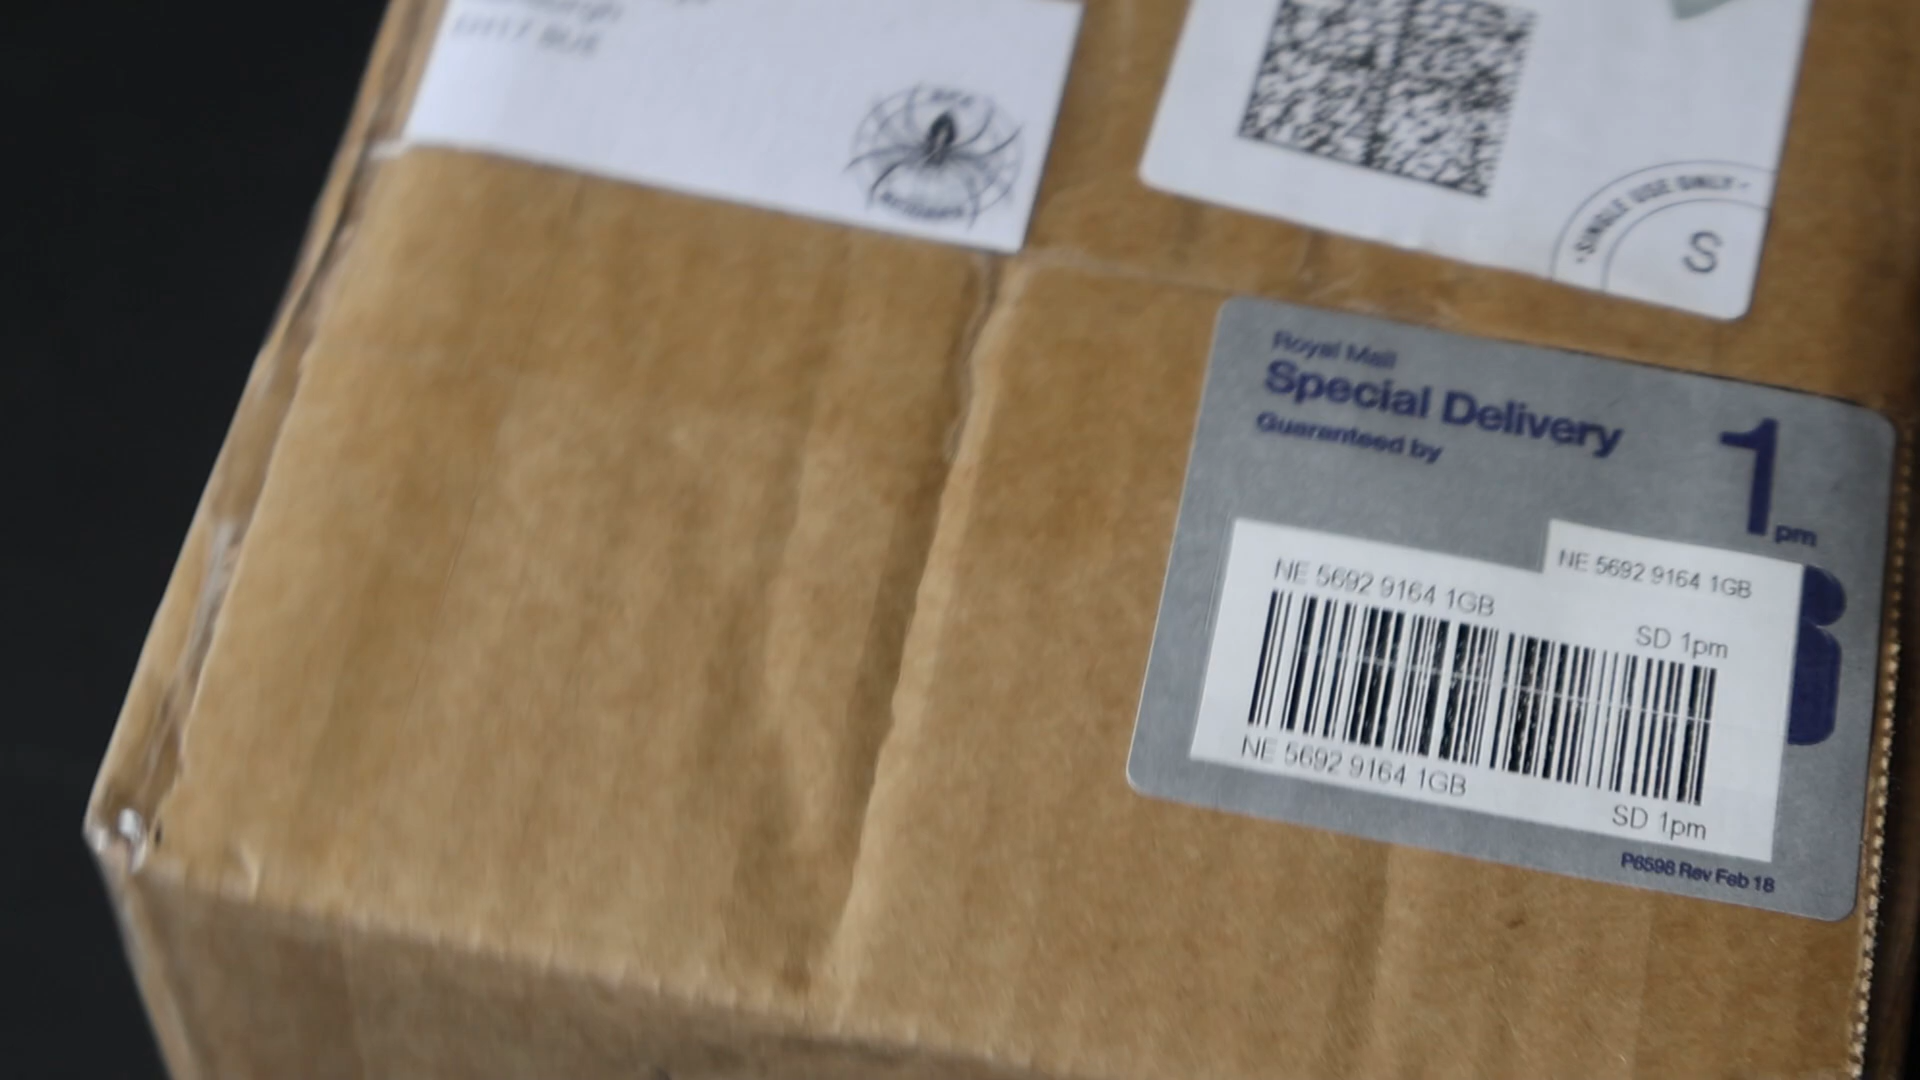 ·SINGLE USE ONLY·
S
Royal Mail
Special Delivery
Guaranteed by
1pm
NE 5692 9164 1GB
NE 5692 9164 1GB
SD 1pm
NE 5692 9164 1GB
SD 1pm
P6598 Rev Feb 18